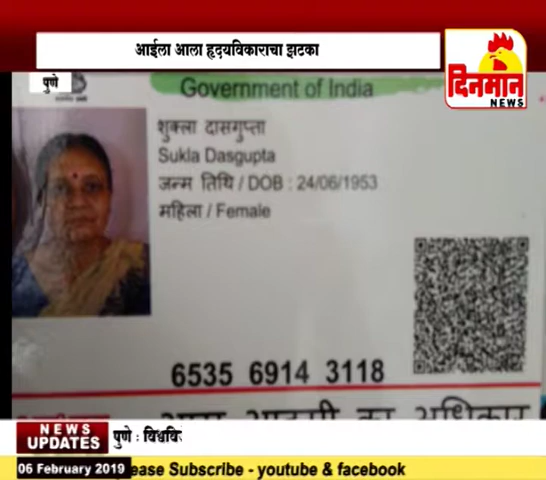 आईला आला हृदयविकाराचा झटका
पुणे
दिनमान
NEWS
Government of India
शुक्ला दासगुप्ता
Sukla Dasgupta
जन्म तिथि / DOB : 24/06/1953
महिला / Female
6535 6914 3118
NEWS
UPDATES
पुणे :
06 February 2019
ease Subscribe - youtube & facebook